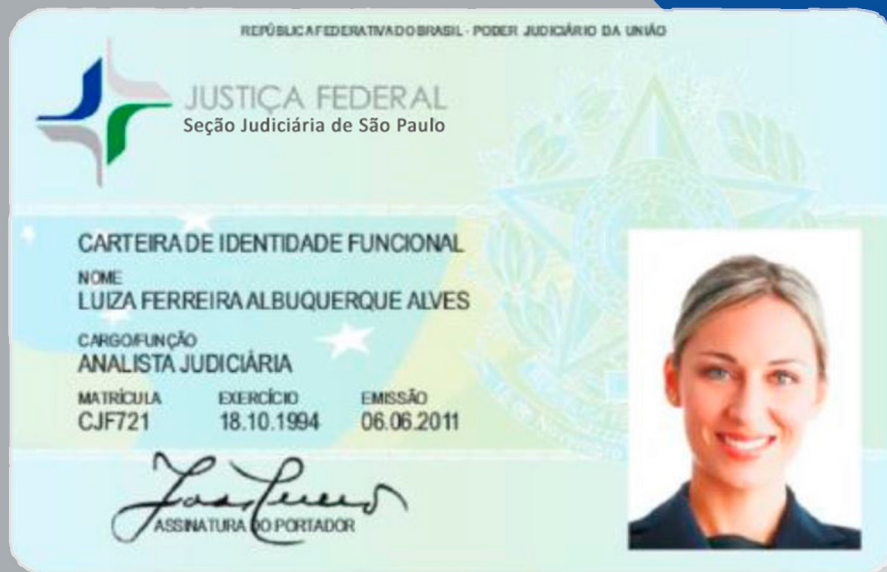 REPÚBLICA FEDERATIVA DO BRASIL - PODER JUDICIÁRIO DA UNIÃO
JUSTIÇA FEDERAL
Seção Judiciária de São Paulo
CARTEIRA DE IDENTIDADE FUNCIONAL
NOME
LUIZA FERREIRA ALBUQUERQUE ALVES
CARGO/FUNÇÃO
ANALISTA JUDICIÁRIA
MATRÍCULA EXERCÍCIO EMISSÃO
CJF721 18.10.1994 06.06.2011
ASSINATURA DO PORTADOR